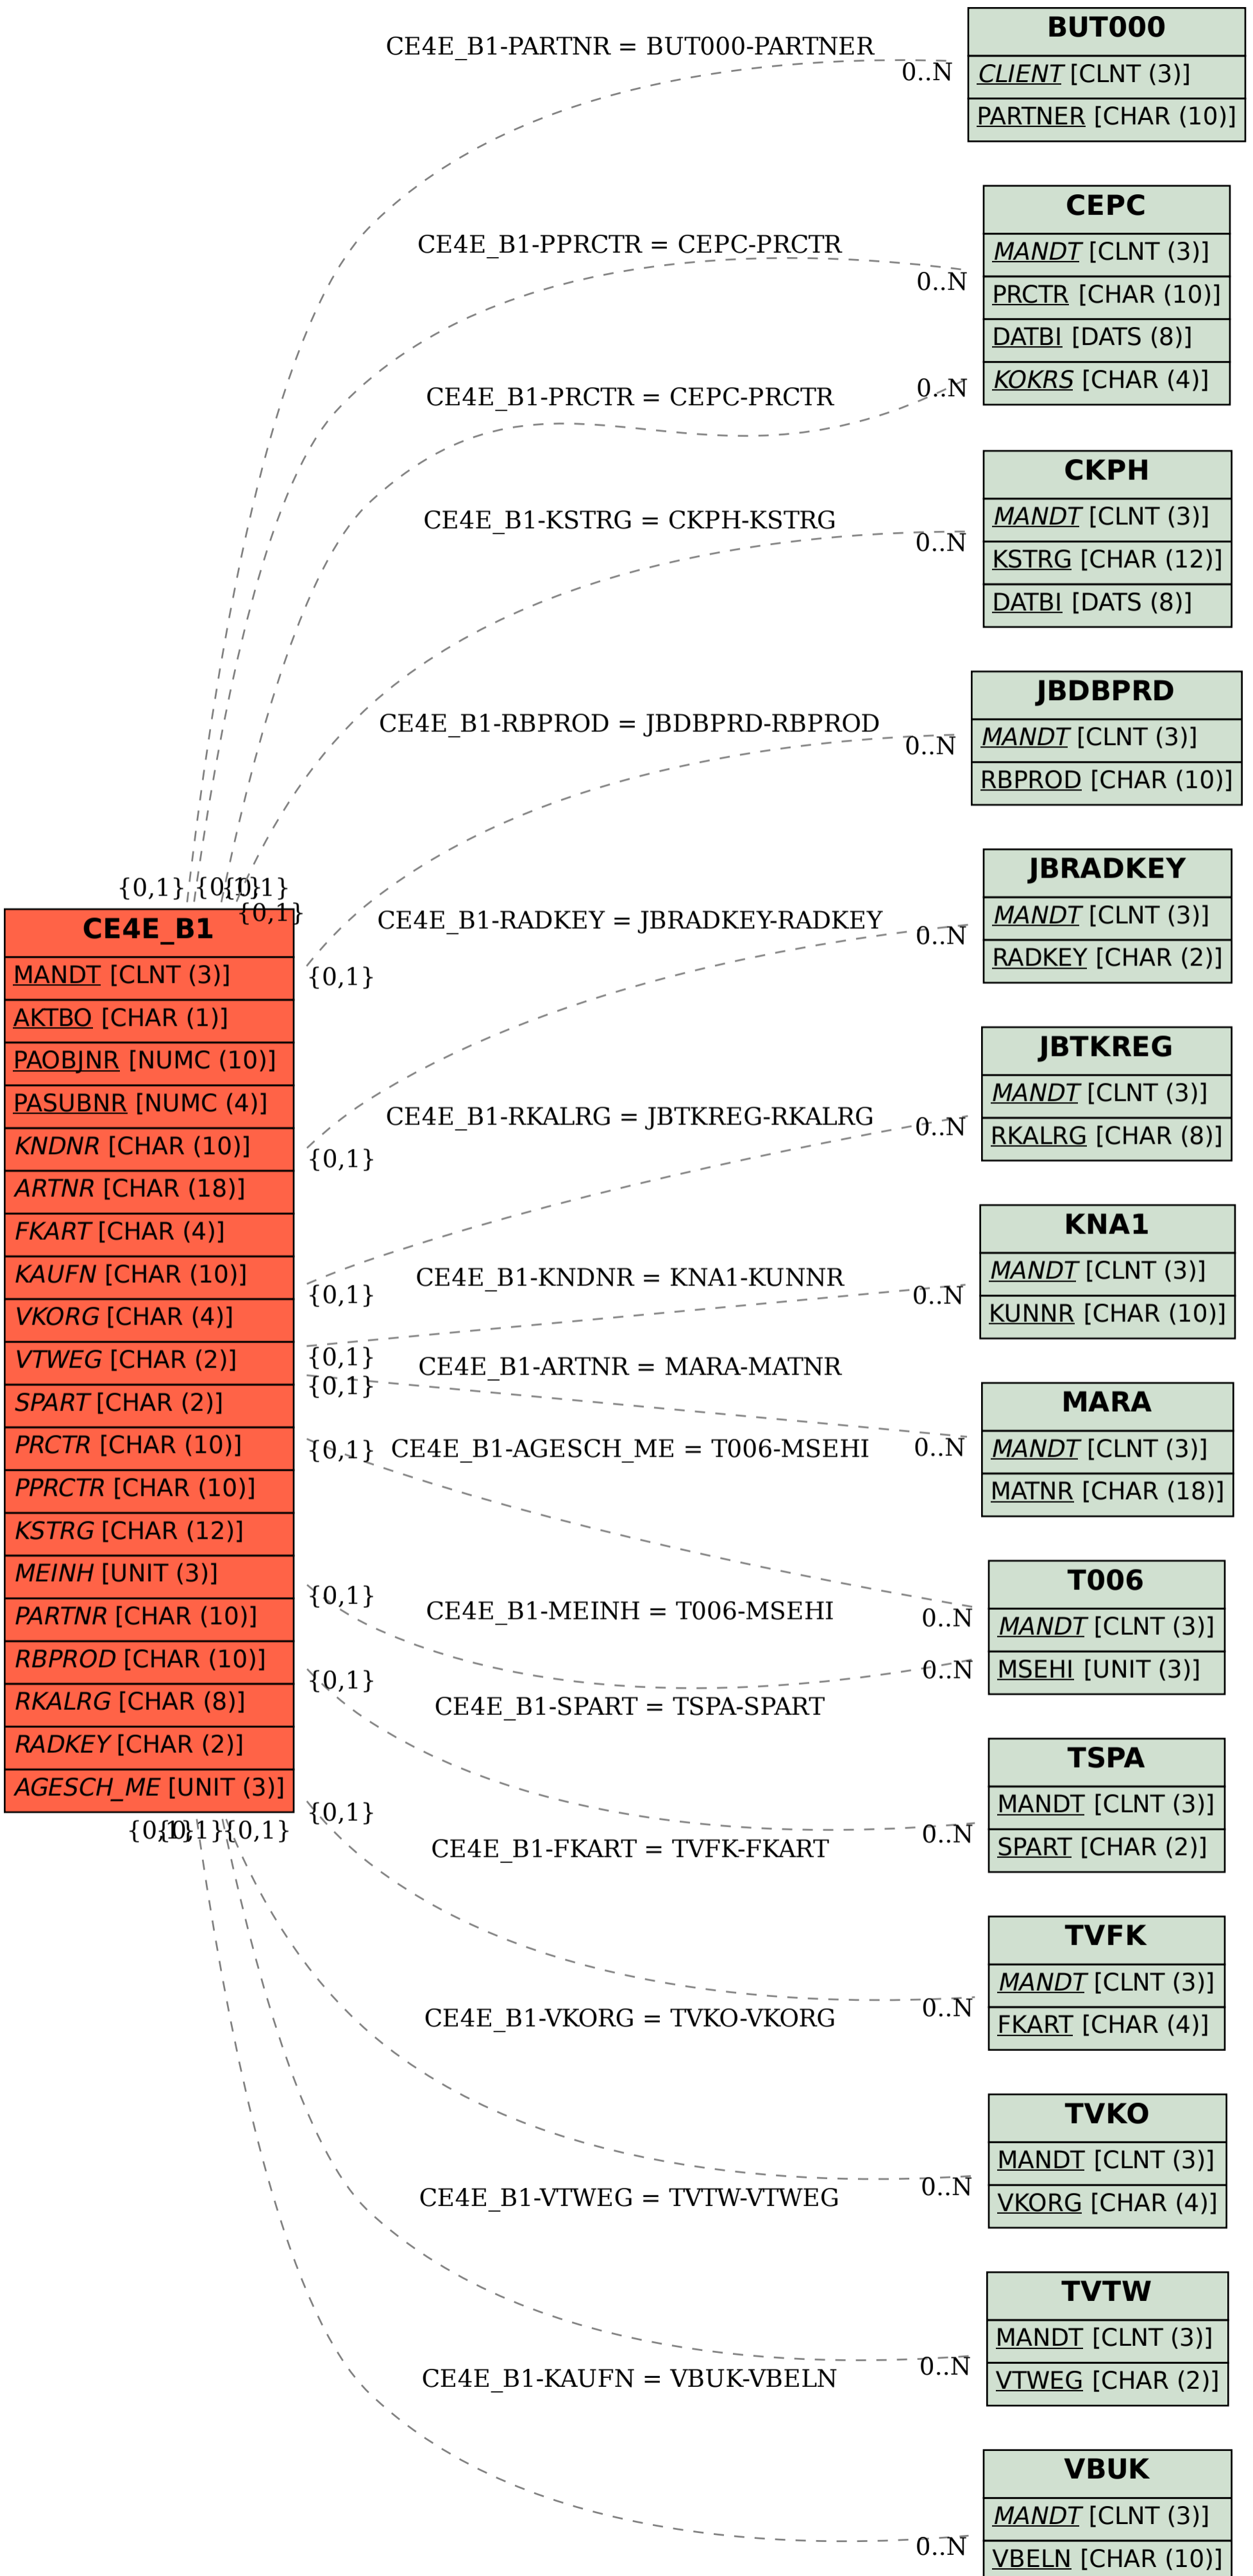 BUT000
CLIENT [CLNT (3)]
PARTNER [CHAR (10)]
CE4E_B1-PARTNR = BUT000-PARTNER
0..N
CEPC
MANDT [CLNT (3)]
PRCTR [CHAR (10)]
DATBI [DATS (8)]
KOKRS [CHAR (4)]
CE4E_B1-PPRCTR = CEPC-PRCTR
0..N
CE4E_B1-PRCTR = CEPC-PRCTR
0..N
CKPH
MANDT [CLNT (3)]
KSTRG [CHAR (12)]
DATBI [DATS (8)]
CE4E_B1-KSTRG = CKPH-KSTRG
0..N
JBDBPRD
MANDT [CLNT (3)]
RBPROD [CHAR (10)]
CE4E_B1-RBPROD = JBDBPRD-RBPROD
0..N
JBRADKEY
MANDT [CLNT (3)]
RADKEY [CHAR (2)]
CE4E_B1-RADKEY = JBRADKEY-RADKEY
0..N
{0,1}
{0,1}
{0,1}
{0,1}
CE4E_B1
MANDT [CLNT (3)]
AKTBO [CHAR (1)]
PAOBJNR [NUMC (10)]
PASUBNR [NUMC (4)]
KNDNR [CHAR (10)]
ARTNR [CHAR (18)]
FKART [CHAR (4)]
KAUFN [CHAR (10)]
VKORG [CHAR (4)]
VTWEG [CHAR (2)]
SPART [CHAR (2)]
PRCTR [CHAR (10)]
PPRCTR [CHAR (10)]
KSTRG [CHAR (12)]
MEINH [UNIT (3)]
PARTNR [CHAR (10)]
RBPROD [CHAR (10)]
RKALRG [CHAR (8)]
RADKEY [CHAR (2)]
AGESCH_ME [UNIT (3)]
{0,1}
{0,1}
{0,1}
{0,1}
{0,1}
{0,1}
{0,1}
{0,1}
{0,1}
{0,1}
{0,1}
{0,1}
JBTKREG
MANDT [CLNT (3)]
RKALRG [CHAR (8)]
CE4E_B1-RKALRG = JBTKREG-RKALRG
0..N
KNA1
MANDT [CLNT (3)]
KUNNR [CHAR (10)]
CE4E_B1-KNDNR = KNA1-KUNNR
0..N
MARA
MANDT [CLNT (3)]
MATNR [CHAR (18)]
CE4E_B1-ARTNR = MARA-MATNR
0..N
T006
MANDT [CLNT (3)]
MSEHI [UNIT (3)]
CE4E_B1-AGESCH_ME = T006-MSEHI
0..N
CE4E_B1-MEINH = T006-MSEHI
0..N
TSPA
MANDT [CLNT (3)]
SPART [CHAR (2)]
CE4E_B1-SPART = TSPA-SPART
0..N
TVFK
MANDT [CLNT (3)]
FKART [CHAR (4)]
CE4E_B1-FKART = TVFK-FKART
0..N
TVKO
MANDT [CLNT (3)]
VKORG [CHAR (4)]
CE4E_B1-VKORG = TVKO-VKORG
0..N
TVTW
MANDT [CLNT (3)]
VTWEG [CHAR (2)]
CE4E_B1-VTWEG = TVTW-VTWEG
0..N
VBUK
MANDT [CLNT (3)]
VBELN [CHAR (10)]
CE4E_B1-KAUFN = VBUK-VBELN
0..N